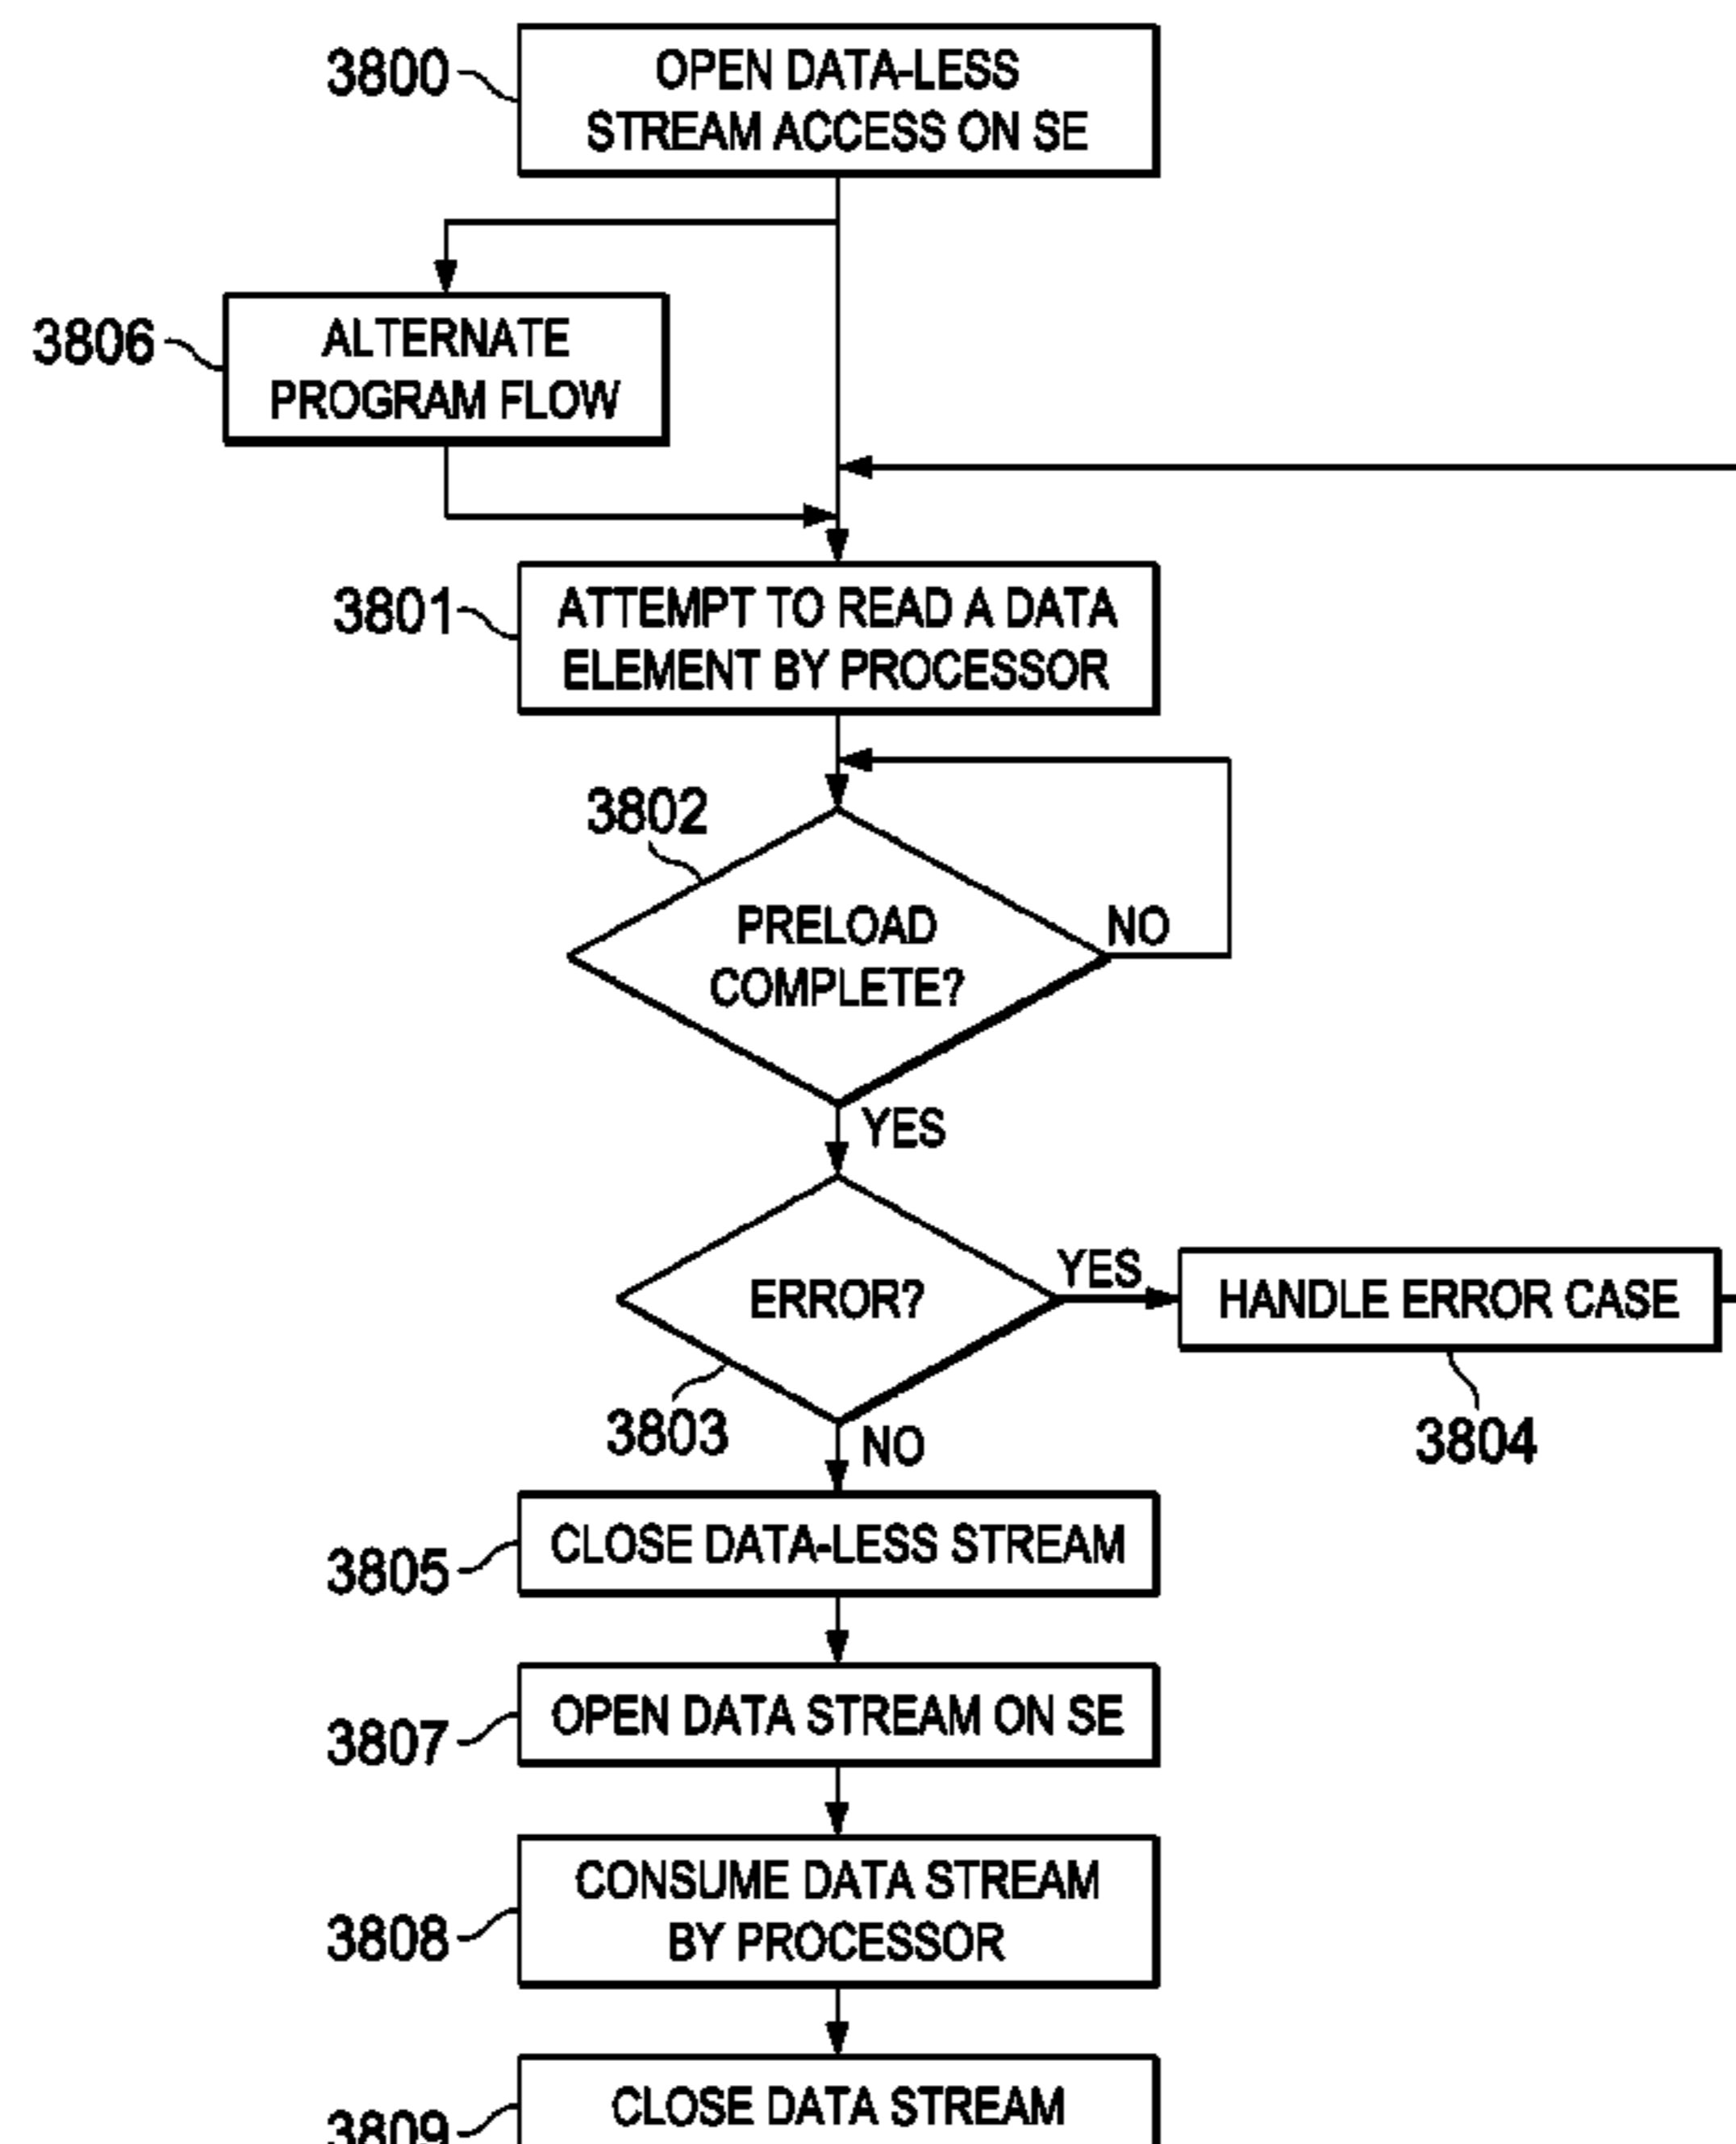 3800
OPEN DATA-LESS
STREAM ACCESS ON SE
3806
ALTERNATE
PROGRAM FLOW
3801
ATTEMPT TO READ A DATA
ELEMENT BY PROCESSOR
3802
PRELOAD
COMPLETE?
NO
YES
ERROR?
YES
HANDLE ERROR CASE
3803
NO
3804
3805
CLOSE DATA-LESS STREAM
3807
OPEN DATA STREAM ON SE
3808
CONSUME DATA STREAM
BY PROCESSOR
3809
CLOSE DATA STREAM